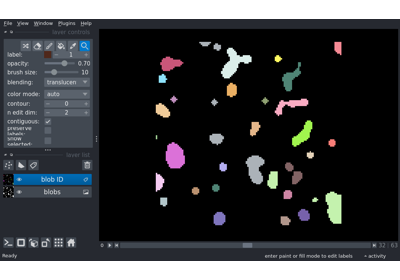 File View Window Plugins Help
layer controls
label: 1
opacity: 0.70
brush size: 10
blending: translucen
color mode: auto
contour: 0
n edit dim: 2
contiguous:
preserve labels:
show selected:
layer list
blob ID
blobs
0 32 63
Ready
enter paint or fill mode to edit labels
activity